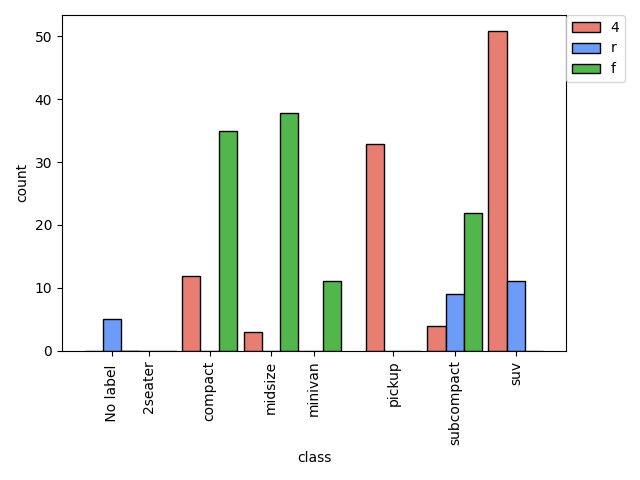 4
r
f
count
50
40
30
20
10
0
No label
2seater
compact
midsize
minivan
pickup
subcompact
suv
class